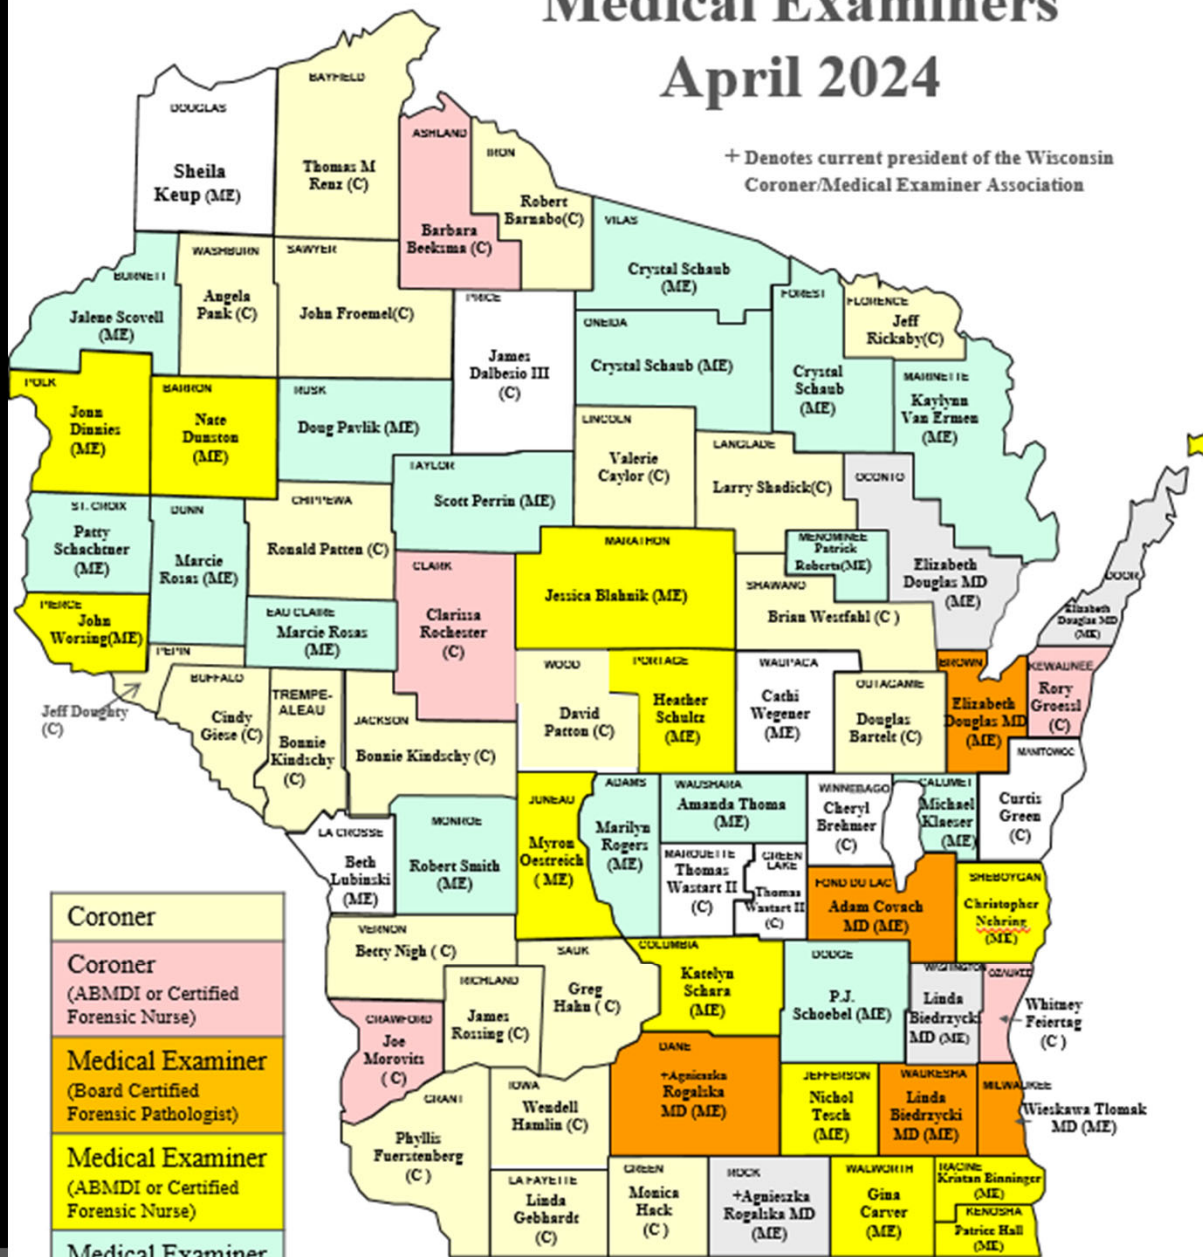 Medical Examiners
April 2024
+ Denotes current president of the Wisconsin
Coroner/Medical Examiner Association
DOUGLAS
Sheila
Keup (ME)
BAYFIELD
Thomas M
Renz (C)
ASHLAND
Barbara
Beeksma (C)
IRON
Robert
Barnabo(C)
VILAS
Crystal Schaub
(ME)
BURNETT
Jalene Scovell
(ME)
WASHBURN
Angela
Pank (C)
SAWYER
John Froemel(C)
PRICE
James
Dalbesio III
(C)
ONEIDA
Crystal Schaub (ME)
FOREST
Crystal
Schaub
(ME)
FLORENCE
Jeff
Rickaby(C)
MARINETTE
Kaylynn
Van Ermen
(ME)
POLK
Jonn
Dinnies
(ME)
BARRON
Nate
Dunston
(ME)
RUSK
Doug Pavlik (ME)
TAYLOR
Scott Perrin (ME)
LINCOLN
Valerie
Caylor (C)
LANGLADE
Larry Shadick(C)
OCONTO
Elizabeth
Douglas MD
(ME)
ST. CROIX
Patty
Schachtner
(ME)
DUNN
Marcie
Rosas (ME)
CHIPPEWA
Ronald Patten (C)
CLARK
Clarissa
Rochester
(C)
MARATHON
Jessica Blahnik (ME)
MENOMINEE
Patrick
Roberts(ME)
SHAWANO
Brian Westfahl (C )
DOOR
Elizabeth
Douglas MD
(ME)
PIERCE
John
Worsing(ME)
EAU CLAIRE
Marcie Rosas
(ME)
PEPIN
Jeff Doughty
(C)
BUFFALO
Cindy
Giese (C)
TREMPE-
ALEAU
Bonnie
Kindschy
(C)
JACKSON
Bonnie Kindschy (C)
WOOD
David
Patton (C)
PORTAGE
Heather
Schultz
(ME)
WAUPACA
Cathi
Wegener
(ME)
OUTAGAMIE
Douglas
Bartelt (C)
BROWN
Elizabeth
Douglas MD
(ME)
KEWAUNEE
Rory
Groessl
(C)
MANITOWOC
Curtis
Green
(C)
LA CROSSE
Beth
Lubinski
(ME)
MONROE
Robert Smith
(ME)
JUNEAU
Myron
Oestreich
( ME)
ADAMS
Marilyn
Rogers
(ME)
WAUSHARA
Amanda Thoma
(ME)
MARQUETTE
Thomas
Wastart II
(C)
GREEN
LAKE
Thomas
Wastart II
(C)
WINNEBAGO
Cheryl
Brehmer
(C)
CALUMET
Michael
Klaeser
(ME)
FOND DU LAC
Adam Covach
MD (ME)
SHEBOYGAN
Christopher
Nehring
(ME)
VERNON
Betty Nigh ( C)
RICHLAND
James
Rossing (C)
SAUK
Greg
Hahn ( C)
COLUMBIA
Katelyn
Schara
(ME)
DODGE
P.J.
Schoebel (ME)
WASHINGTON
Linda
Biedrzycki
MD (ME)
OZAUKEE
Whitney
Feiertag
(C )
CRAWFORD
Joe
Morovits
( C)
GRANT
Phyllis
Fuerstenberg
(C )
IOWA
Wendell
Hamlin (C)
DANE
+Agnieszka
Rogalska
MD (ME)
JEFFERSON
Nichol
Tesch
(ME)
WAUKESHA
Linda
Biedrzycki
MD (ME)
MILWAUKEE
Wieskawa Tlomak
MD (ME)
LA FAYETTE
Linda
Gebhardt
(C)
GREEN
Monica
Hack
(C )
ROCK
+Agnieszka
Rogalska MD
(ME)
WALWORTH
Gina
Carver
(ME)
RACINE
Kristan Binninger
(ME)
KENOSHA
Patrice Hall
(ME)
Coroner
Coroner
(ABMDI or Certified
Forensic Nurse)
Medical Examiner
(Board Certified
Forensic Pathologist)
Medical Examiner
(ABMDI or Certified
Forensic Nurse)
Medical Examiner